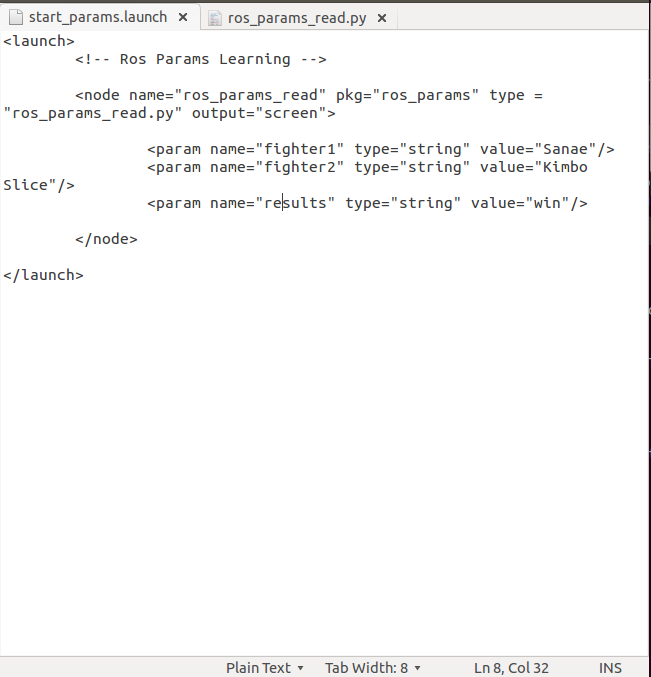 start_params.launch × ros_params_read.py ×
<launch>
<!-- Ros Params Learning -->
<node name="ros_params_read" pkg="ros_params" type =
"ros_params_read.py" output="screen">
<param name="fighter1" type="string" value="Sanae"/>
<param name="fighter2" type="string" value="Kimbo
Slice"/>
<param name="results" type="string" value="win"/>
</node>
</launch>
Plain Text Tab Width: 8 Ln 8, Col 32 INS